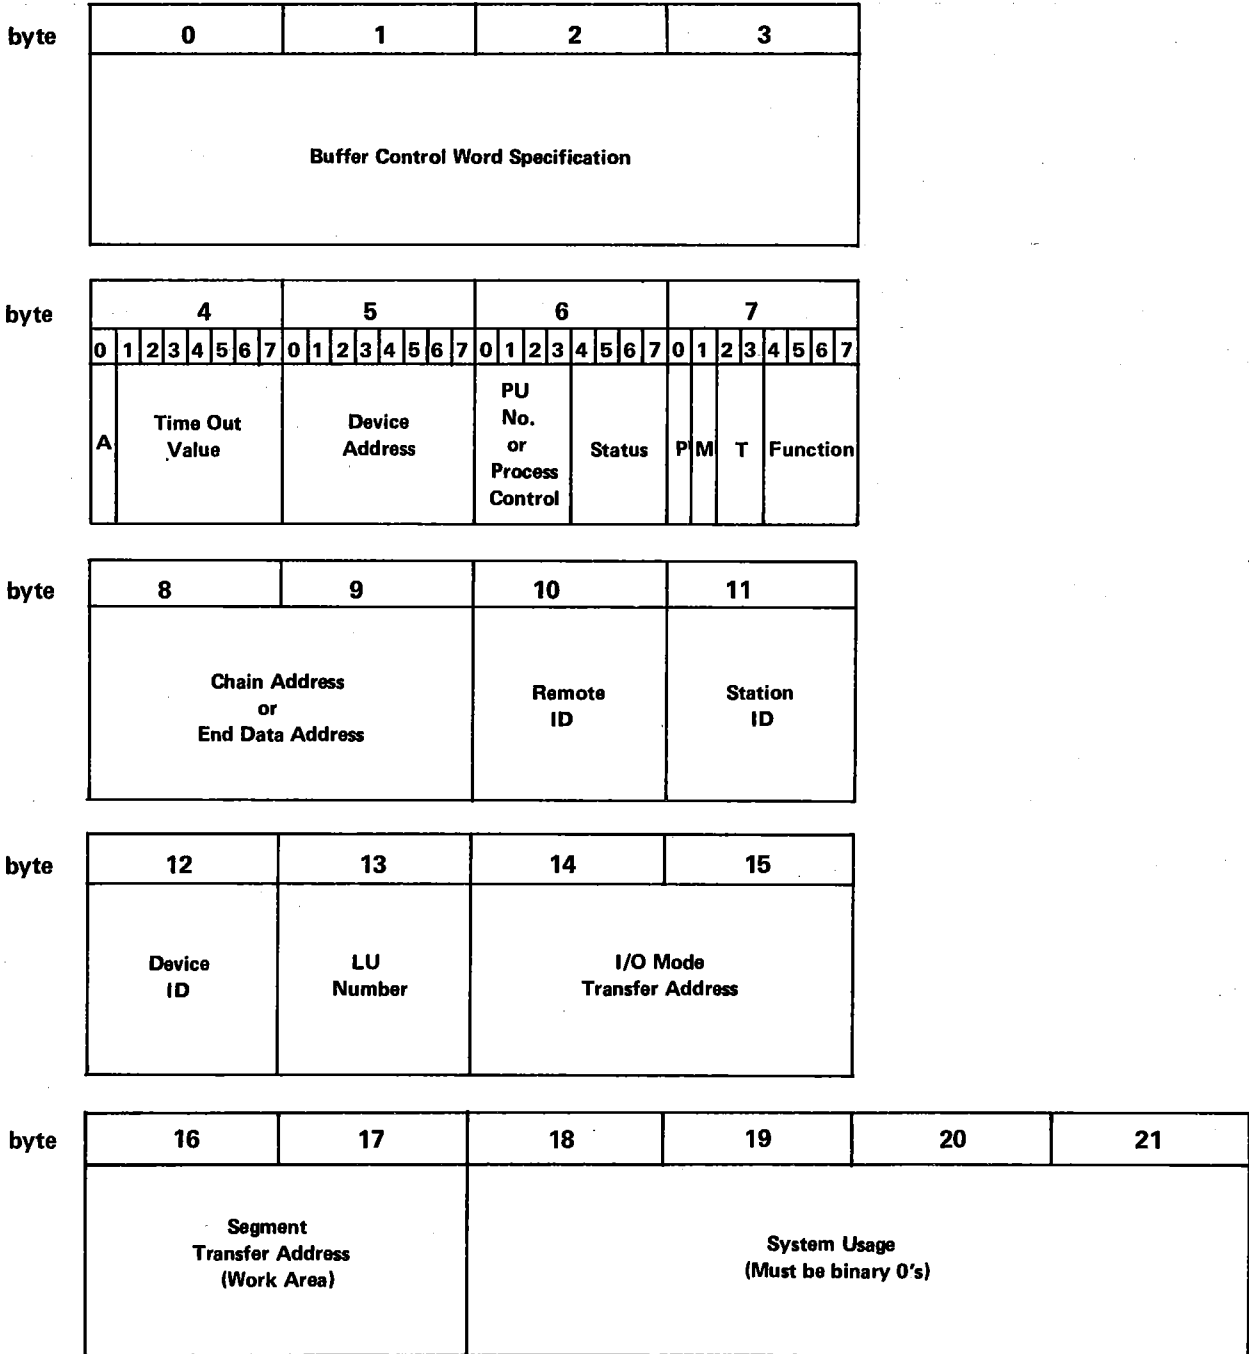 byte 0 1 2 3
Buffer Control Word Specification
byte 4 5 6 7
0 1 2 3 4 5 6 7 0 1 2 3 4 5 6 7 0 1 2 3 4 5 6 7 0 1 2 3 4 5 6 7
A
Time Out
Value
Device
Address
PU
No.
or
Process
Control
Status
P M T Function
byte 8 9 10 11
Chain Address
or
End Data Address
Remote
ID
Station
ID
byte 12 13 14 15
Device
ID
LU
Number
I/O Mode
Transfer Address
byte 16 17 18 19 20 21
Segment
Transfer Address
(Work Area)
System Usage
(Must be binary 0's)